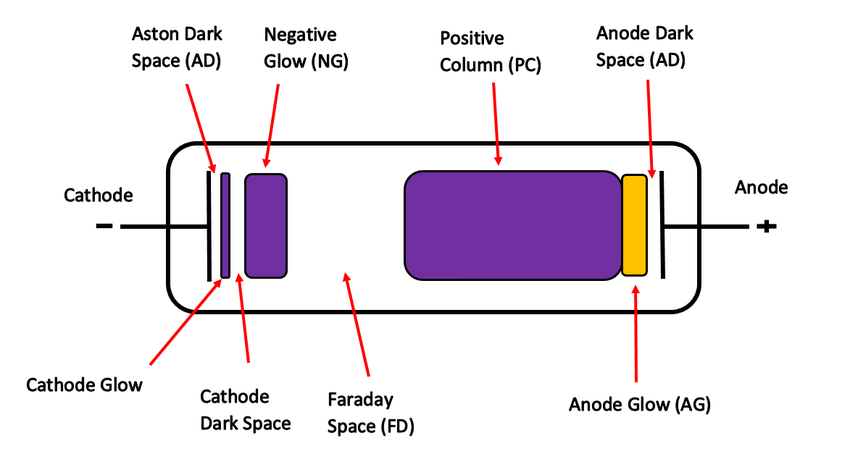 Aston Dark
Space (AD)
Negative
Glow (NG)
Positive
Column (PC)
Anode Dark
Space (AD)
Cathode
Anode
Cathode Glow
Cathode
Dark Space
Faraday
Space (FD)
Anode Glow (AG)